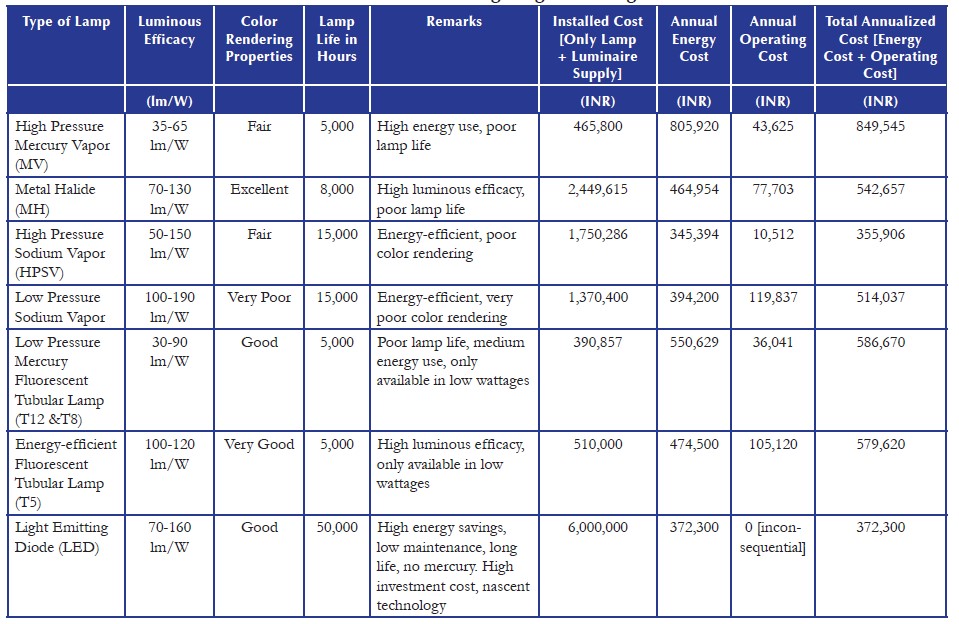 Type of Lamp
Luminous
Efficacy
Color
Rendering
Properties
Lamp
Life in
Hours
Remarks
Installed Cost
[Only Lamp
+ Luminaire
Supply]
Annual
Energy
Cost
Annual
Operating
Cost
Total Annualized
Cost [Energy
Cost + Operating
Cost]
(lm/W)
(INR)
(INR)
(INR)
(INR)
High Pressure
Mercury Vapor
(MV)
35-65
lm/W
Fair
5,000
High energy use, poor
lamp life
465,800
805,920
43,625
849,545
Metal Halide
(MH)
70-130
lm/W
Excellent
8,000
High luminous efficacy,
poor lamp life
2,449,615
464,954
77,703
542,657
High Pressure
Sodium Vapor
(HPSV)
50-150
lm/W
Fair
15,000
Energy-efficient, poor
color rendering
1,750,286
345,394
10,512
355,906
Low Pressure
Sodium Vapor
100-190
lm/W
Very Poor
15,000
Energy-efficient, very
poor color rendering
1,370,400
394,200
119,837
514,037
Low Pressure
Mercury
Fluorescent
Tubular Lamp
(T12 &T8)
30-90
lm/W
Good
5,000
Poor lamp life, medium
energy use, only
available in low wattages
390,857
550,629
36,041
586,670
Energy-efficient
Fluorescent
Tubular Lamp
(T5)
100-120
lm/W
Very Good
5,000
High luminous efficacy,
only available in low
wattages
510,000
474,500
105,120
579,620
Light Emitting
Diode (LED)
70-160
lm/W
Good
50,000
High energy savings,
low maintenance, long
life, no mercury. High
investment cost, nascent
technology
6,000,000
372,300
0 [incon-
sequential]
372,300